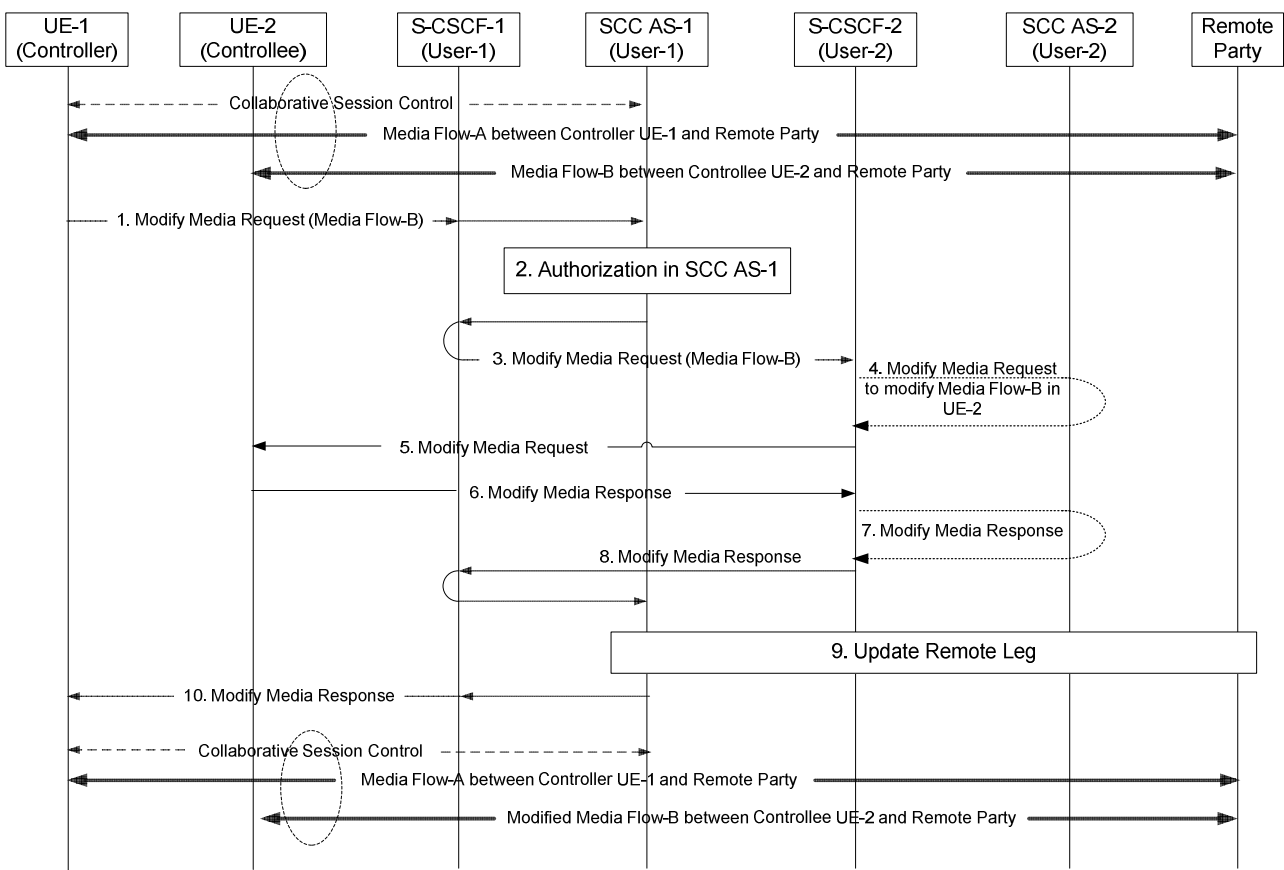 UE-1
(Controller)
UE-2
(Controllee)
S-CSCF-1
(User-1)
SCC AS-1
(User-1)
S-CSCF-2
(User-2)
SCC AS-2
(User-2)
Remote
Party
Collaborative Session Control
Media Flow-A between Controller UE-1 and Remote Party
Media Flow-B between Controllee UE-2 and Remote Party
1. Modify Media Request (Media Flow-B)
2. Authorization in SCC AS-1
3. Modify Media Request (Media Flow-B)
4. Modify Media Request
to modify Media Flow-B in
UE-2
5. Modify Media Request
6. Modify Media Response
7. Modify Media Response
8. Modify Media Response
9. Update Remote Leg
10. Modify Media Response
Collaborative Session Control
Media Flow-A between Controller UE-1 and Remote Party
Modified Media Flow-B between Controllee UE-2 and Remote Party